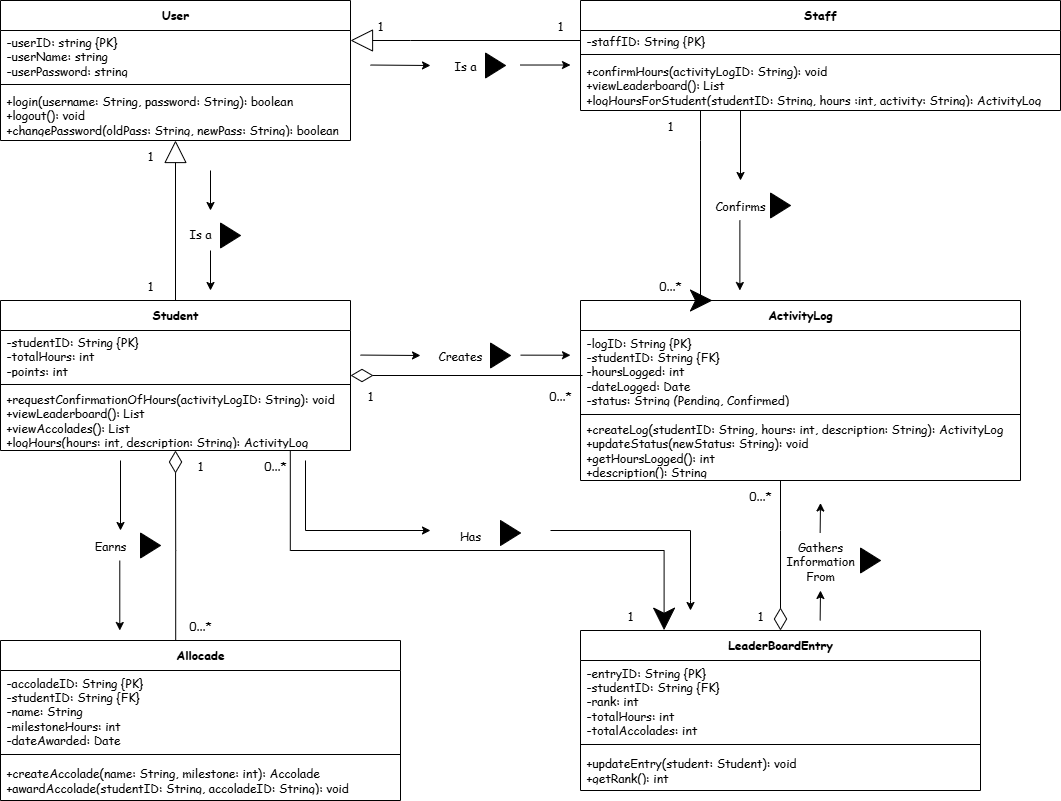 User
-userID: string {PK}
-userName: string
-userPassword: string
+login(username: String, password: String): boolean
+logout(): void
+changePassword(oldPass: String, newPass: String): boolean
1
1
Is a
Staff
-staffID: String {PK}
+confirmHours(activityLogID: String): void
+viewLeaderboard(): List
+logHoursForStudent(studentID: String, hours :int, activity: String): ActivityLog
1
Is a
1
1
Confirms
0...*
Student
-studentID: String {PK}
-totalHours: int
-points: int
+requestConfirmationOfHours(activityLogID: String): void
+viewLeaderboard(): List
+viewAccolades(): List
+logHours(hours: int, description: String): ActivityLog
Creates
1
0...*
ActivityLog
-logID: String {PK}
-studentID: String {FK}
-hoursLogged: int
-dateLogged: Date
-status: String (Pending, Confirmed)
+createLog(studentID: String, hours: int, description: String): ActivityLog
+updateStatus(newStatus: String): void
+getHoursLogged(): int
+description(): String
1
0...*
0...*
Earns
Has
Gathers
Information
From
0...*
1
1
Allocade
-accoladeID: String {PK}
-studentID: String {FK}
-name: String
-milestoneHours: int
-dateAwarded: Date
+createAccolade(name: String, milestone: int): Accolade
+awardAccolade(studentID: String, accoladeID: String): void
LeaderBoardEntry
-entryID: String {PK}
-studentID: String {FK}
-rank: int
-totalHours: int
-totalAccolades: int
+updateEntry(student: Student): void
+getRank(): int